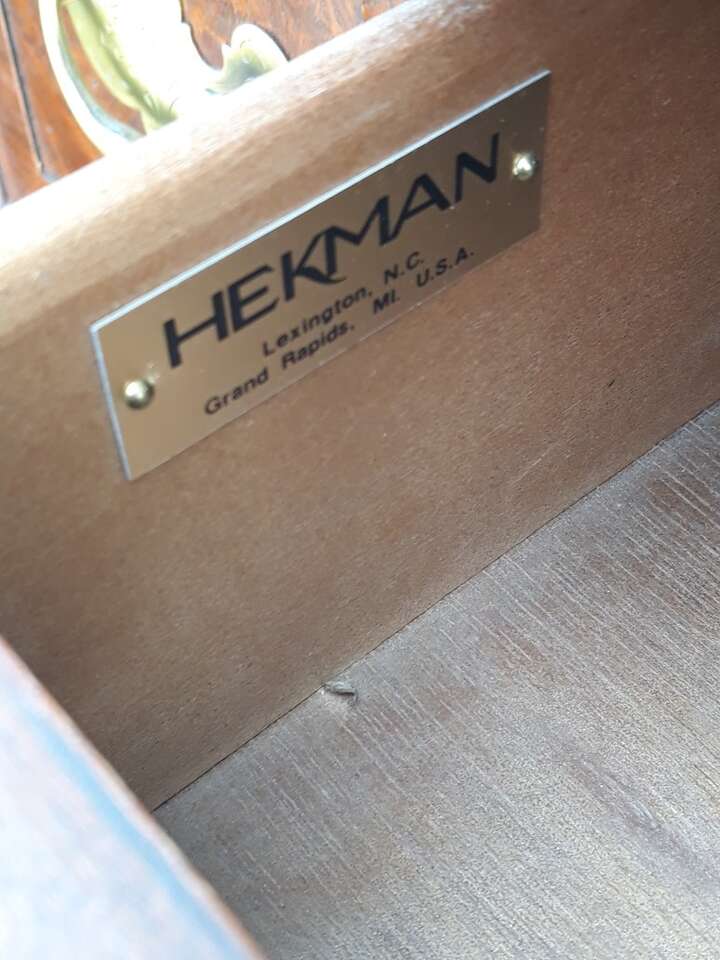 HEKMAN
Lexington, N.C.
Grand Rapids, MI. U.S.A.